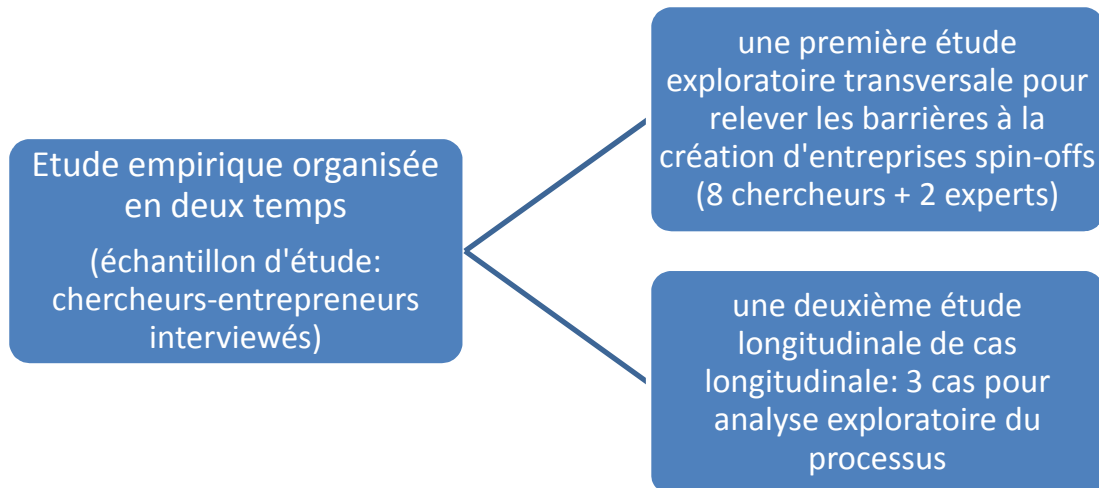 Etude empirique organisée
en deux temps
(échantillon d'étude:
chercheurs-entrepreneurs
interviewés)
une première étude
exploratoire transversale pour
relever les barrières à la
création d'entreprises spin-offs
(8 chercheurs + 2 experts)
une deuxième étude
longitudinale de cas
longitudinale: 3 cas pour
analyse exploratoire du
processus